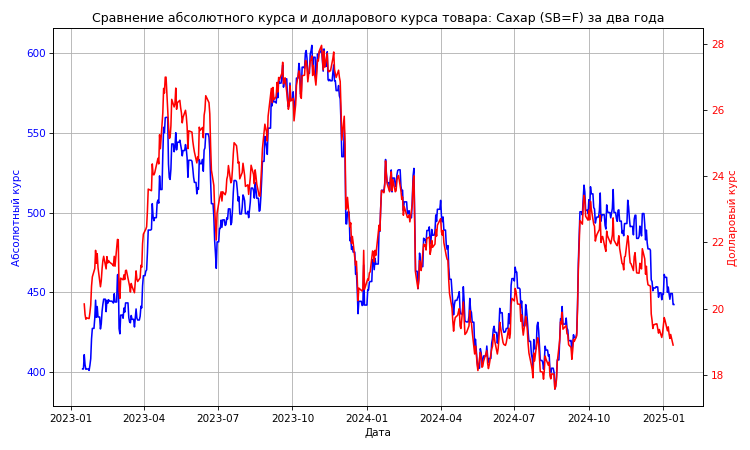 Сравнение абсолютного курса и долларового курса товара: Сахар (SB=F) за два года
600
550
500
450
400
Абсолютный курс
28
26
24
22
20
18
Долларовый курс
2023-01 2023-04 2023-07 2023-10 2024-01 2024-04 2024-07 2024-10 2025-01
Дата